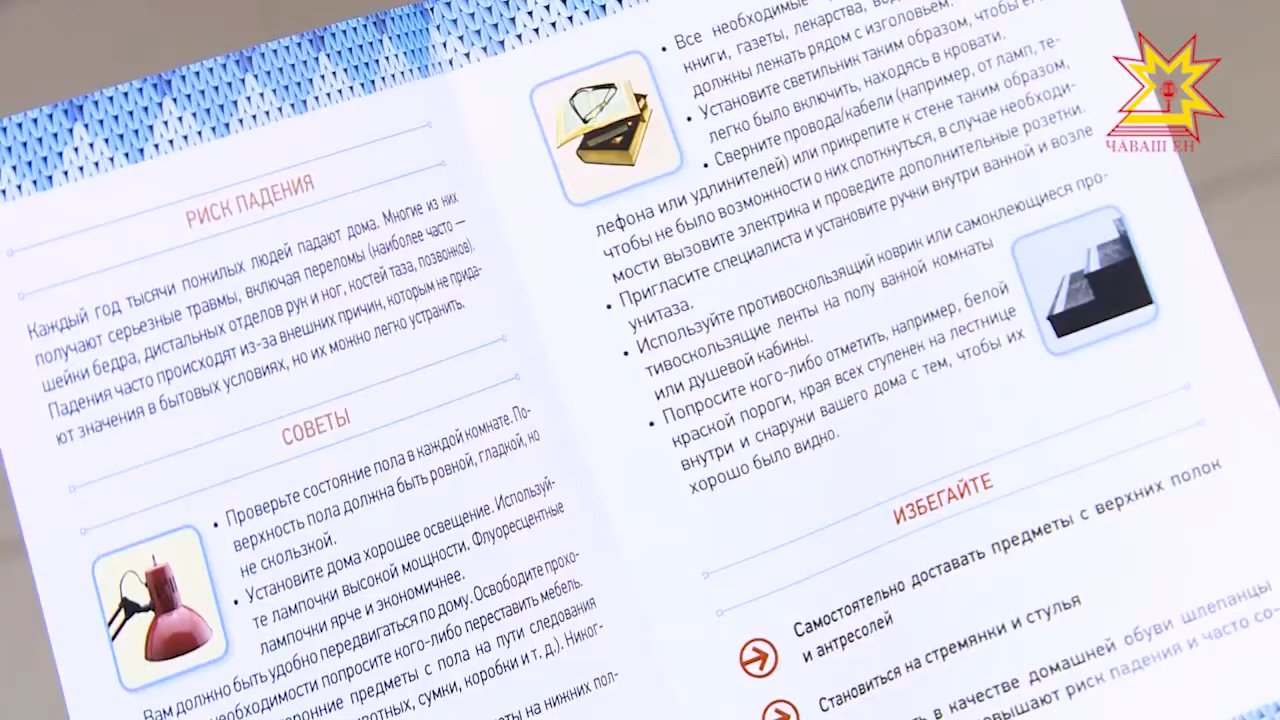 РИСК ПАДЕНИЯ
Каждый год тысячи пожилых людей падают дома. Многие из них
получают серьезные травмы, включая переломы (наиболее часто —
шейки бедра, дистальных отделов рук и ног, костей таза, позвонков).
Падения часто происходят из-за внешних причин, которым не прида-
ют значения в бытовых условиях, но их можно легко устранить.
СОВЕТЫ
• Проверьте состояние пола в каждой комнате. По-
верхность пола должна быть ровной, гладкой, но
не скользкой.
• Установите дома хорошее освещение. Используй-
те лампочки высокой мощности. Флуоресцентные
лампочки ярче и экономичнее.
Вам должно быть удобно передвигаться по дому. Освободите прохо-
необходимости попросите кого-либо переставить мебель.
предметы с пола на пути следования
сумки, коробки и т. д.). Никог-
на нижних пол-
• Все необходимые
книги, газеты, лекарства,
должны лежать рядом с изголовьем.
• Установите светильник таким образом, чтобы
легко было включить, находясь в кровати.
• Сверните провода/кабели (например, от ламп, те-
лефона или удлинителей) или прикрепите к стене таким образом,
чтобы не было возможности о них споткнуться, в случае необходи-
мости вызовите электрика и проведите дополнительные розетки.
• Пригласите специалиста и установите ручки внутри ванной и возле
унитаза.
• Используйте противоскользящий коврик или самоклеющиеся про-
тивоскользящие ленты на полу ванной комнаты
или душевой кабины.
• Попросите кого-либо отметить, например, белой
краской пороги, края всех ступенек на лестнице
внутри и снаружи вашего дома с тем, чтобы их
хорошо было видно.
ИЗБЕГАЙТЕ
Самостоятельно доставать предметы с верхних полок
и антресолей
Становиться на стремянки и стулья
в качестве домашней обуви шлепанцы
риск падения и часто со-
ЧӐВАШ ЕН